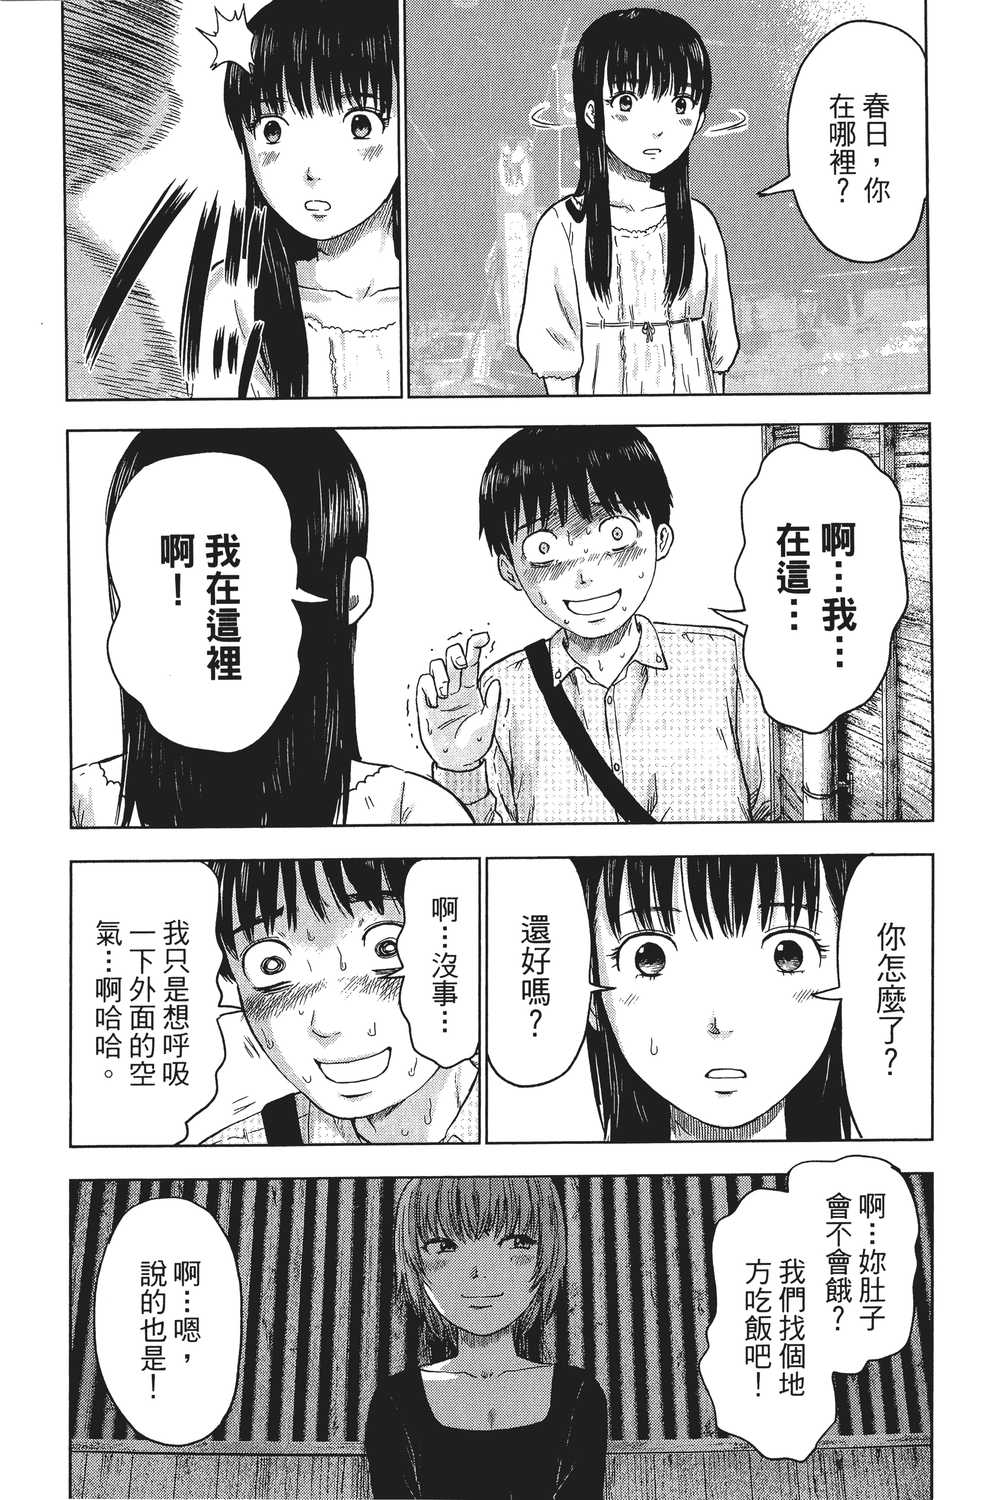 春日，你
在哪裡？
啊…我…
在這…
我在這裡
啊！
你怎麼了？
還好嗎？
啊…沒事…
我只是想呼吸
一下外面的空
氣…啊哈哈。
啊…妳肚子
會不會餓？
我們找個地
方吃飯吧！
啊…嗯，
說的也是！